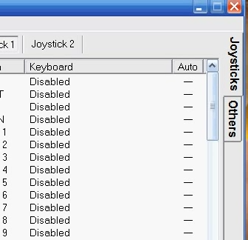 ck 1 Joystick 2
Keyboard Auto
Disabled —
T Disabled —
Disabled —
N Disabled —
1 Disabled —
2 Disabled —
3 Disabled —
4 Disabled —
5 Disabled —
6 Disabled —
7 Disabled —
8 Disabled —
9 Disabled —
Joysticks
Others